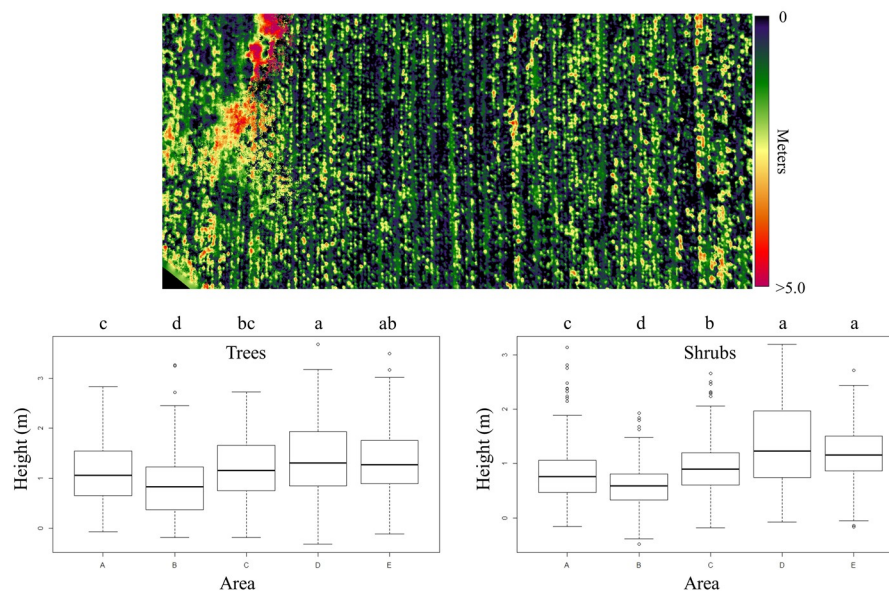 0
Meters
>5.0
c d bc a ab
Trees
Height (m)
3
2
1
0
A B C D E
Area
c d b a a
Shrubs
Height (m)
3
2
1
0
A B C D E
Area